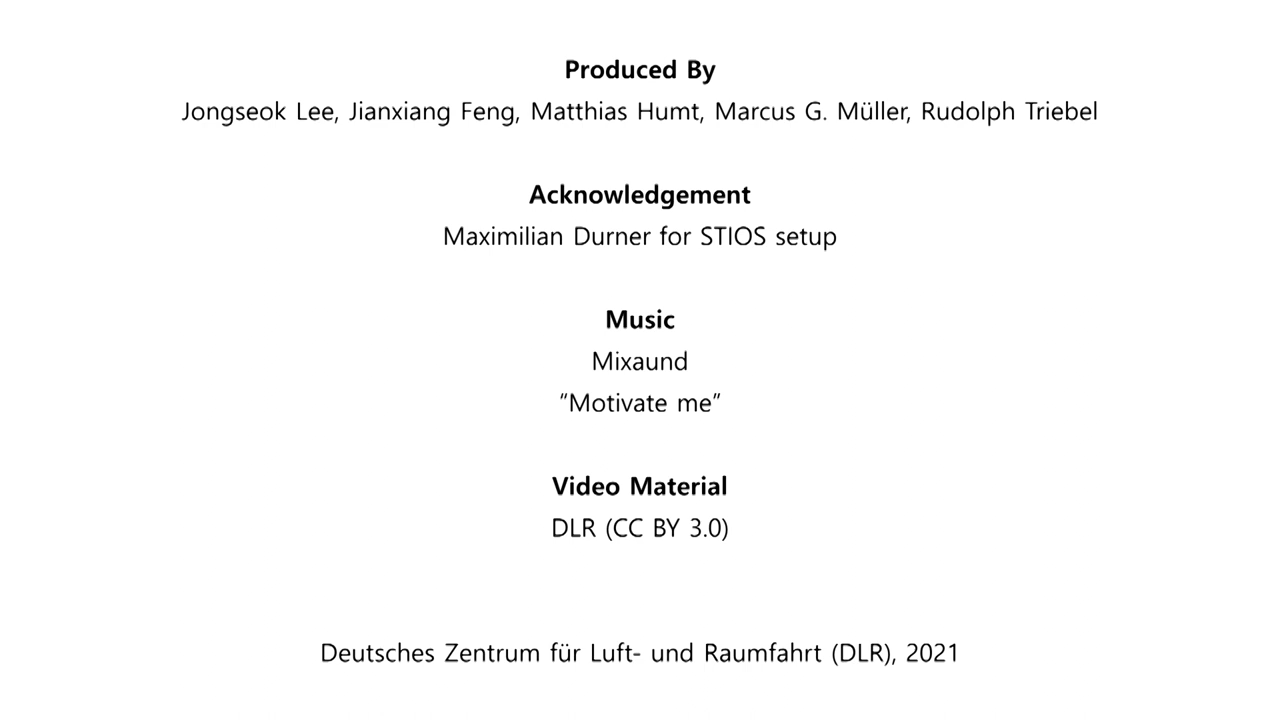 Produced By
Jongseok Lee, Jianxiang Feng, Matthias Humt, Marcus G. Müller, Rudolph Triebel
Acknowledgement
Maximilian Durner for STIOS setup
Music
Mixaund
“Motivate me”
Video Material
DLR (CC BY 3.0)
Deutsches Zentrum für Luft- und Raumfahrt (DLR), 2021